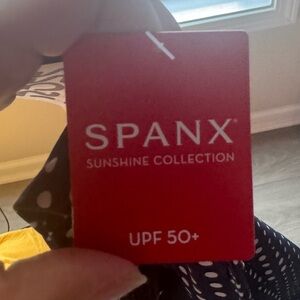 SPANX®
SUNSHINE COLLECTION
UPF 50+